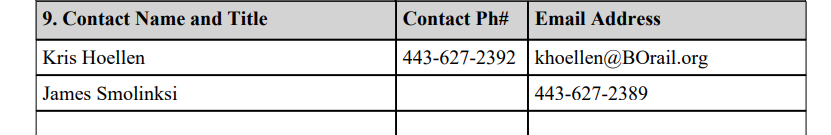 9. Contact Name and Title Contact Ph# Email Address
Kris Hoellen 443-627-2392 khoellen@BOrail.org
James Smolinksi 443-627-2389